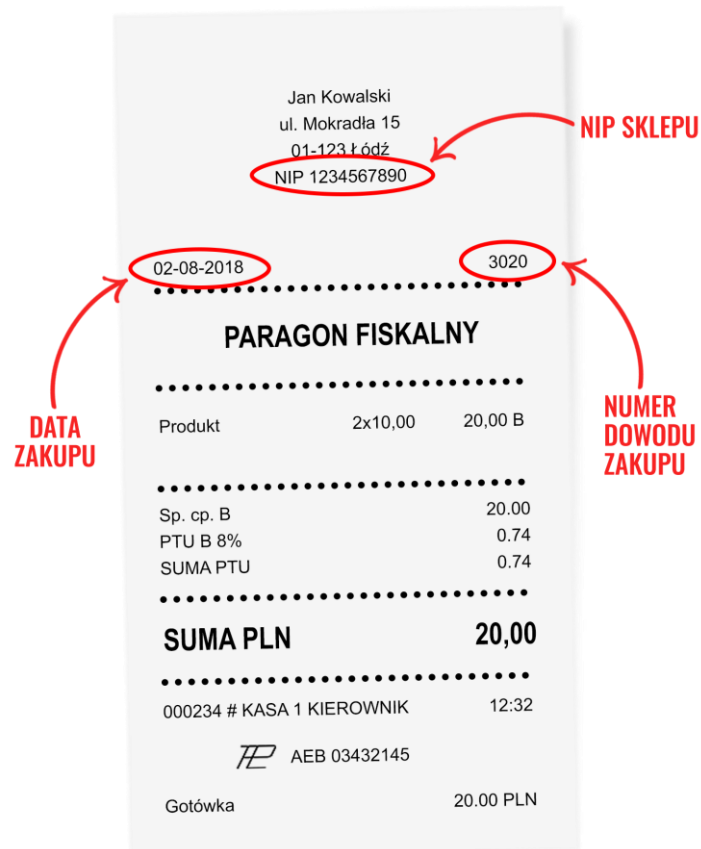 Jan Kowalski
ul. Mokradła 15
01-123 Łódź
NIP 1234567890
NIP SKLEPU
02-08-2018 3020
PARAGON FISKALNY
DATA
ZAKUPU
NUMER
DOWODU
ZAKUPU
Produkt 2x10,00 20,00 B
Sp. cp. B 20.00
PTU B 8% 0.74
SUMA PTU 0.74
SUMA PLN 20,00
000234 # KASA 1 KIEROWNIK 12:32
AEB 03432145
Gotówka 20.00 PLN